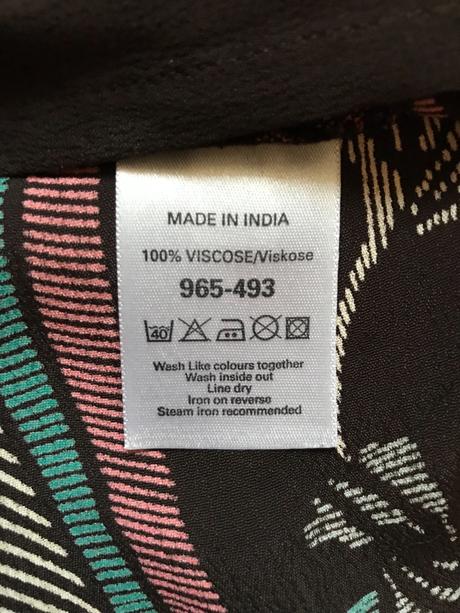 MADE IN INDIA
100% VISCOSE/Viskose
965-493
40
Wash Like colours together
Wash inside out
Line dry
Iron on reverse
Steam iron recommended